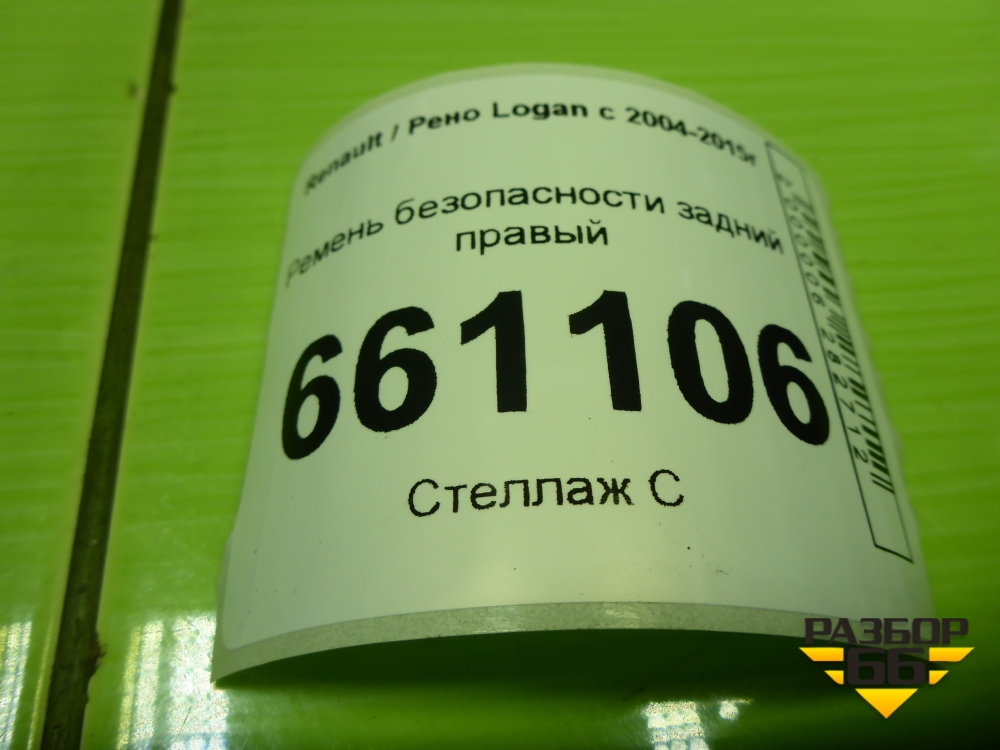 Renault / Рено Logan с 2004-2015г
Ремень безопасности задний
правый
661106
Стеллаж С
РАЗБОР
66